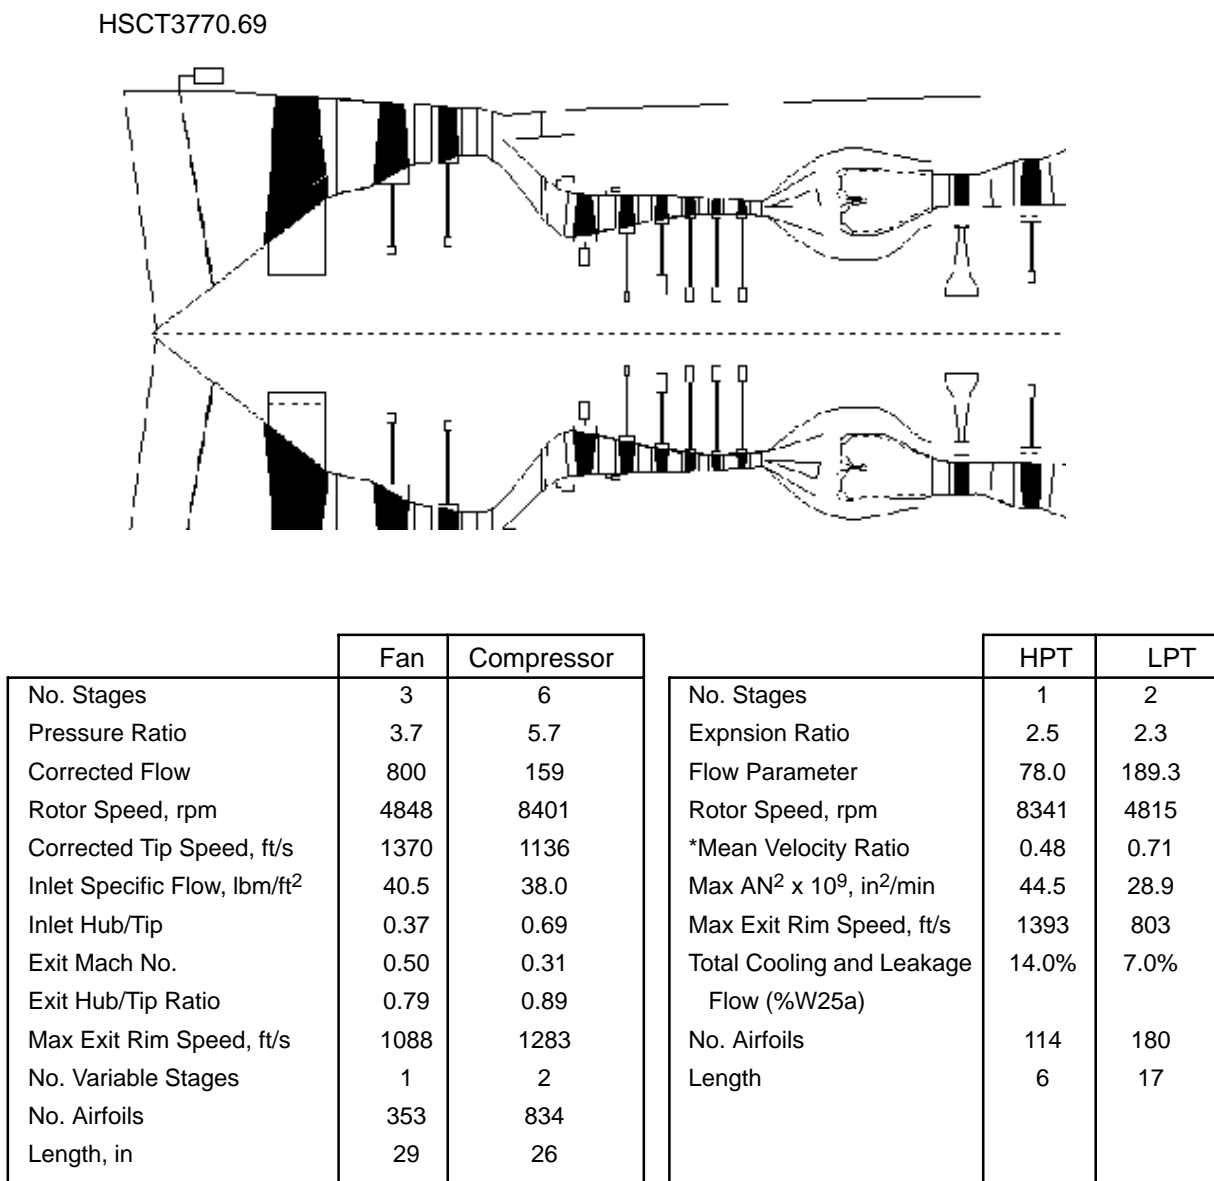 HSCT3770.69
Fan Compressor
No. Stages 3 6
Pressure Ratio 3.7 5.7
Corrected Flow 800 159
Rotor Speed, rpm 4848 8401
Corrected Tip Speed, ft/s 1370 1136
Inlet Specific Flow, lbm/ft2 40.5 38.0
Inlet Hub/Tip 0.37 0.69
Exit Mach No. 0.50 0.31
Exit Hub/Tip Ratio 0.79 0.89
Max Exit Rim Speed, ft/s 1088 1283
No. Variable Stages 1 2
No. Airfoils 353 834
Length, in 29 26
HPT LPT
No. Stages 1 2
Expnsion Ratio 2.5 2.3
Flow Parameter 78.0 189.3
Rotor Speed, rpm 8341 4815
*Mean Velocity Ratio 0.48 0.71
Max AN2 x 109, in2/min 44.5 28.9
Max Exit Rim Speed, ft/s 1393 803
Total Cooling and Leakage 14.0% 7.0%
Flow (%W25a)
No. Airfoils 114 180
Length 6 17